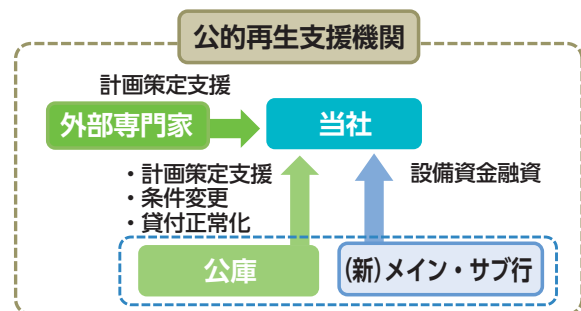 公的再生支援機関
計画策定支援
外部専門家
当社
・計画策定支援
・条件変更
・貸付正常化
設備資金融資
公庫
(新)メイン・サブ行